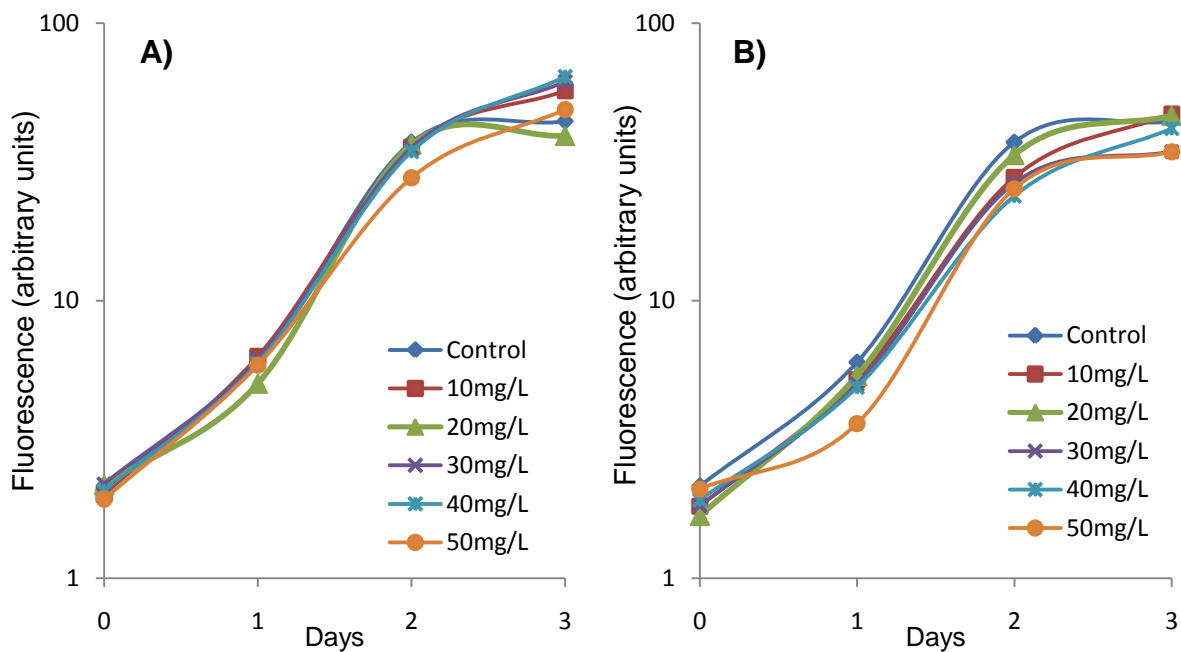 A)
Fluorescence (arbitrary units)
100
10
1
0 1 2 3
Days
Control
10mg/L
20mg/L
30mg/L
40mg/L
50mg/L
B)
Fluorescence (arbitrary units)
100
10
1
0 1 2 3
Days
Control
10mg/L
20mg/L
30mg/L
40mg/L
50mg/L